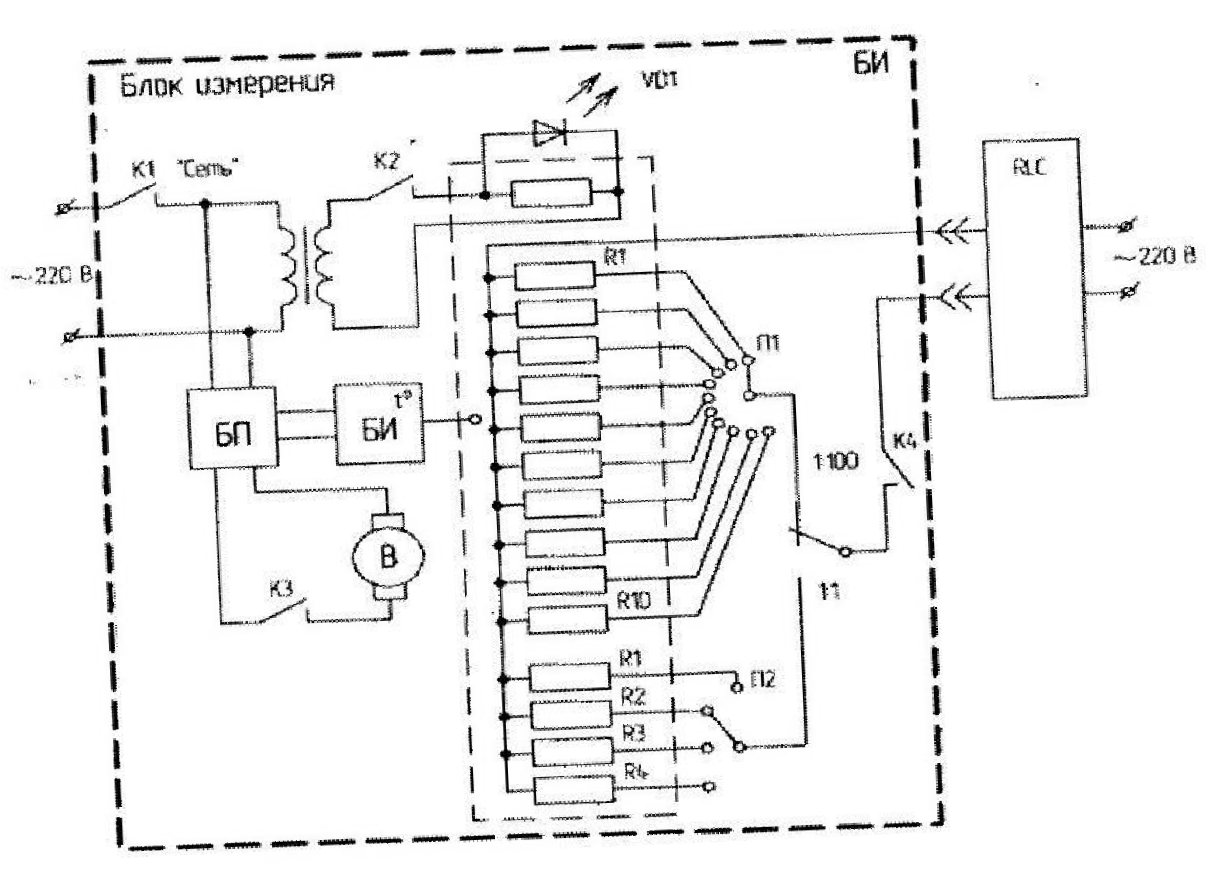 Блок измерения
БИ
VD1
К1 "Сеть"
К2
RLC
~220 В
~220 В
R1
П1
БП
БИ
t°
1:100
К4
В
К3
1:1
R10
R1
П2
R2
R3
R4